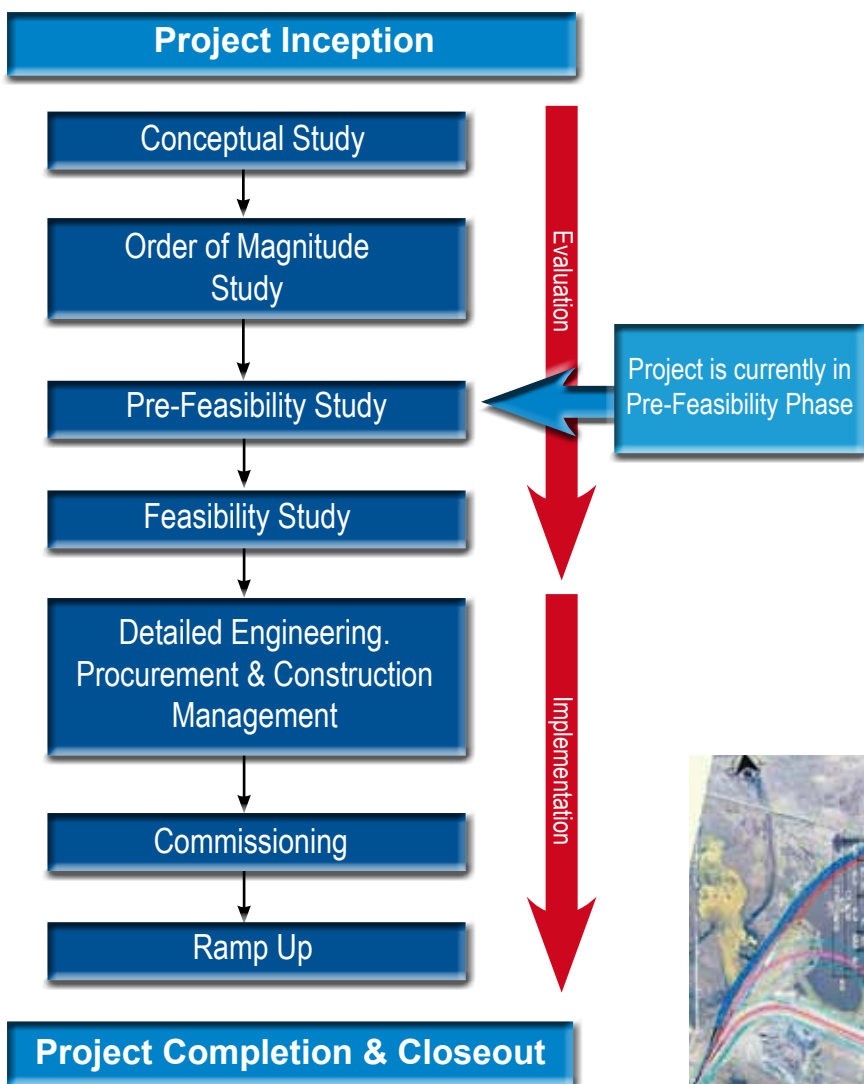 Project Inception
Conceptual Study
Order of Magnitude
Study
Evaluation
Pre-Feasibility Study
Project is currently in
Pre-Feasibility Phase
Feasibility Study
Detailed Engineering.
Procurement & Construction
Management
Implementation
Commissioning
Ramp Up
Project Completion & Closeout